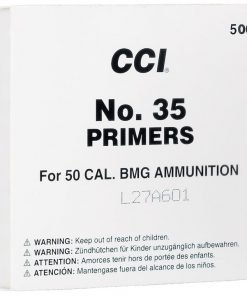 CCI®
500
No. 35
PRIMERS
For 50 CAL. BMG AMMUNITION
L27A601
⚠ WARNING: Keep out of reach of children.
⚠ WARNUNG: Zündhütchen für Kinder unzugänglich aufbewahren.
⚠ ATTENTION: Amorces tenir hors de portée des enfants.
⚠ ATENCIÓN: Mantengase fuera del alcance de los niños.